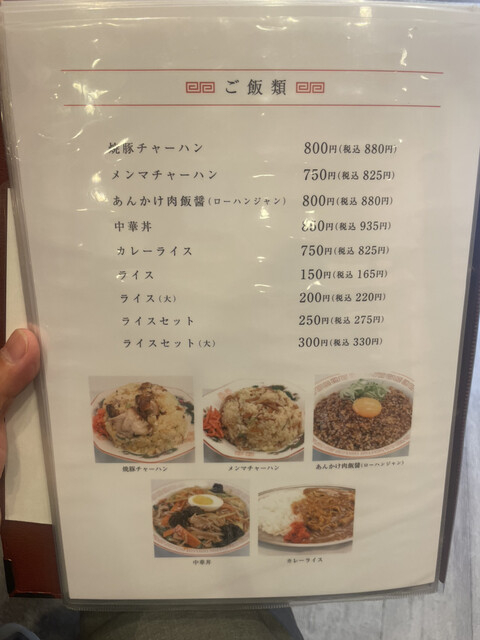 ご飯類
焼豚チャーハン 800円(税込 880円)
メンマチャーハン 750円(税込 825円)
あんかけ肉飯醤(ローハンジャン) 800円(税込 880円)
中華丼 850円(税込 935円)
カレーライス 750円(税込 825円)
ライス 150円(税込 165円)
ライス(大) 200円(税込 220円)
ライスセット 250円(税込 275円)
ライスセット(大) 300円(税込 330円)
焼豚チャーハン
メンマチャーハン
あんかけ肉飯醤(ローハンジャン)
中華丼
カレーライス